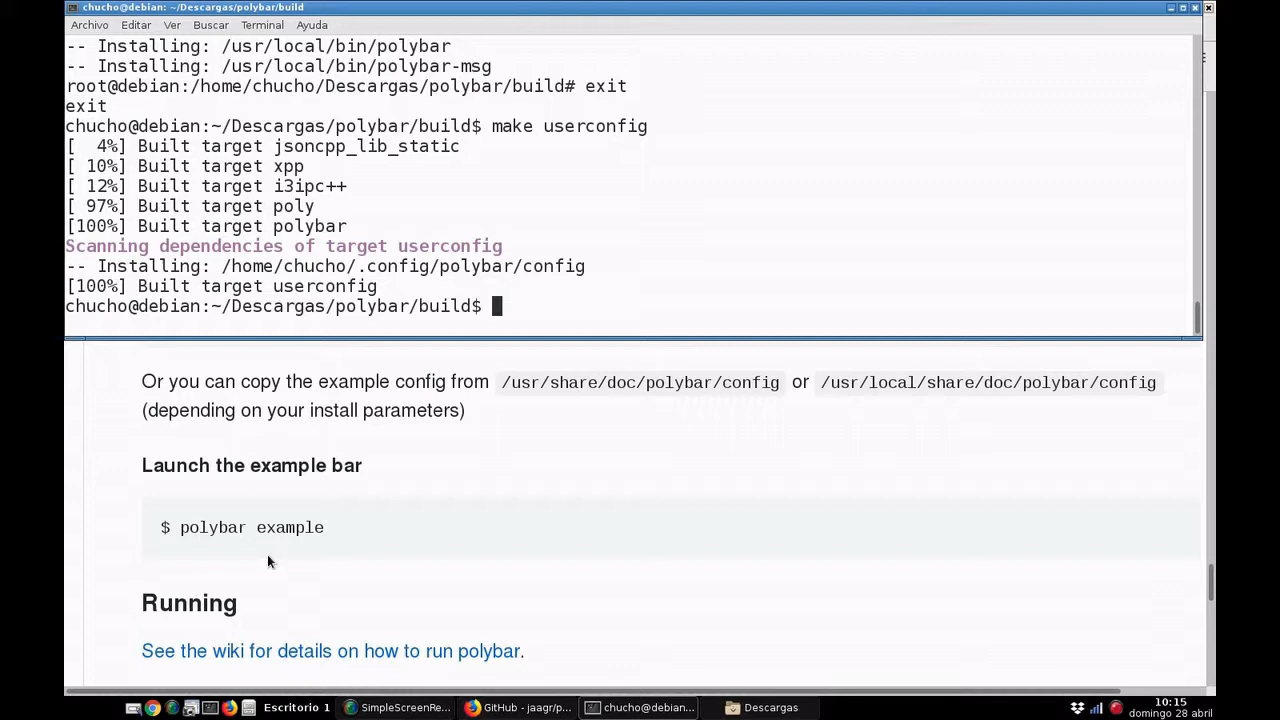 chucho@debian: ~/Descargas/polybar/build
Archivo Editar Ver Buscar Terminal Ayuda
-- Installing: /usr/local/bin/polybar
-- Installing: /usr/local/bin/polybar-msg
root@debian:/home/chucho/Descargas/polybar/build# exit
exit
chucho@debian:~/Descargas/polybar/build$ make userconfig
[  4%] Built target jsoncpp_lib_static
[ 10%] Built target xpp
[ 12%] Built target i3ipc++
[ 97%] Built target poly
[100%] Built target polybar
Scanning dependencies of target userconfig
-- Installing: /home/chucho/.config/polybar/config
[100%] Built target userconfig
chucho@debian:~/Descargas/polybar/build$
Or you can copy the example config from /usr/share/doc/polybar/config or /usr/local/share/doc/polybar/config
(depending on your install parameters)
Launch the example bar
$ polybar example
Running
See the wiki for details on how to run polybar.
Escritorio 1 SimpleScreenRe... GitHub - jaagr/p... chucho@debian... Descargas 10:15
domingo 28 abril